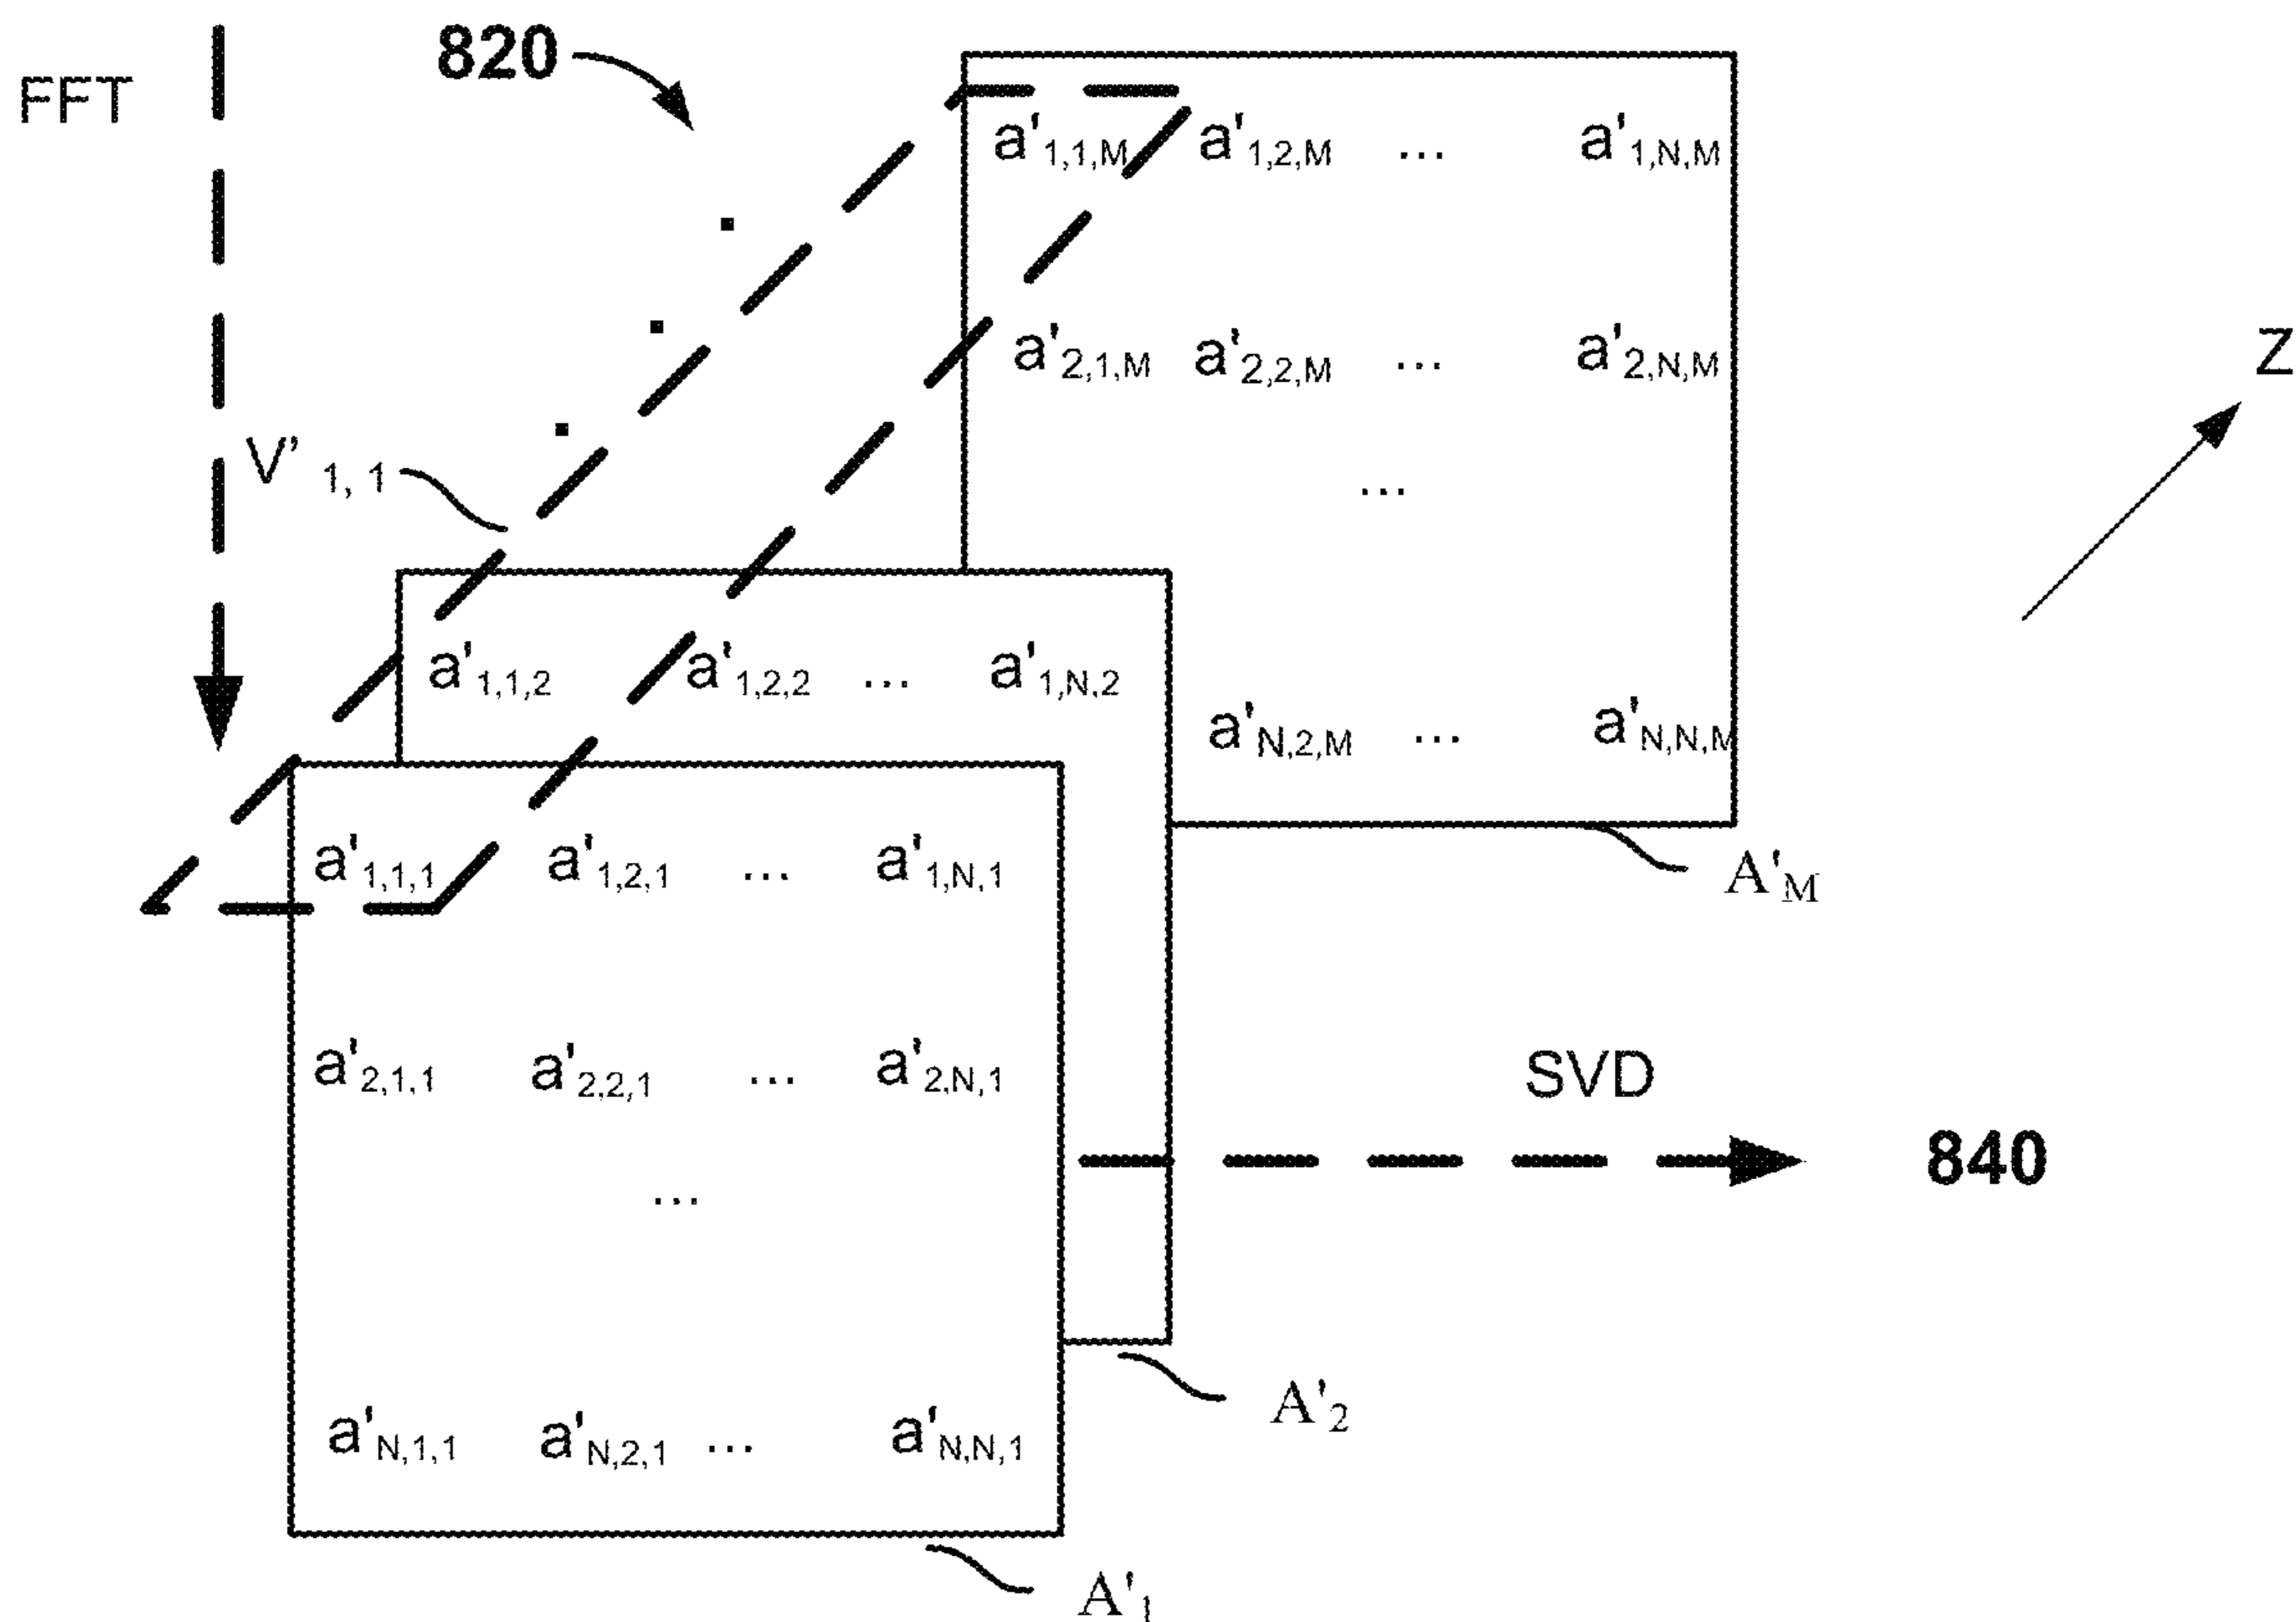 FFT
820
a'1,1,M a'1,2,M ... a'1,N,M
a'2,1,M a'2,2,M ... a'2,N,M
...
Z
V’ 1, 1
a'1,1,2 a'1,2,2 ... a'1,N,2
a'N,2,M ... a'N,N,M
a'1,1,1 a'1,2,1 ... a'1,N,1
A'M
a'2,1,1 a'2,2,1 ... a'2,N,1
SVD
840
...
A'2
a'N,1,1 a'N,2,1 ... a'N,N,1
A'1